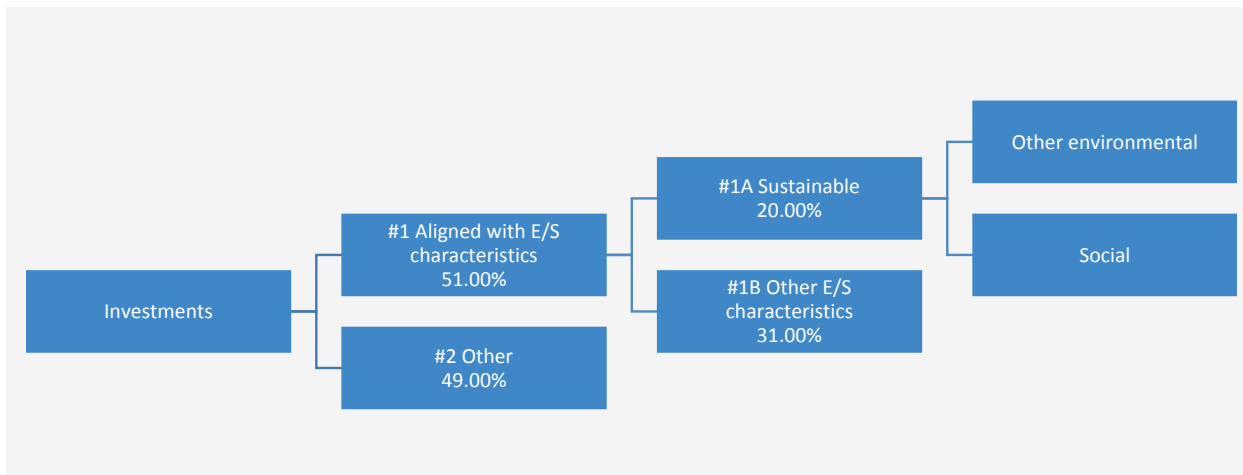 Investments
#1 Aligned with E/S
characteristics
51.00%
#2 Other
49.00%
#1A Sustainable
20.00%
#1B Other E/S
characteristics
31.00%
Other environmental
Social